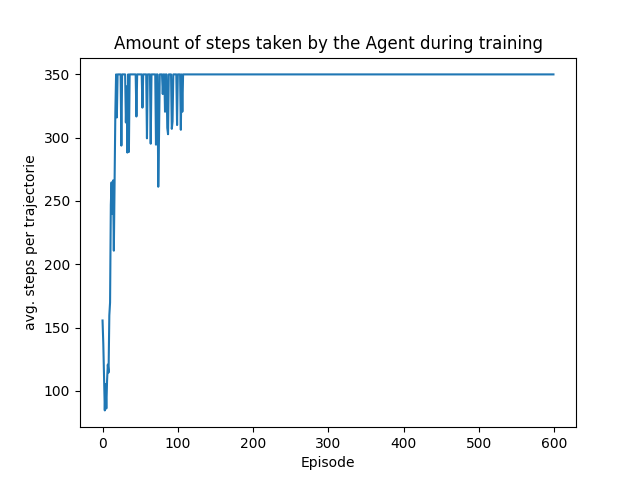 Amount of steps taken by the Agent during training
350
300
250
200
150
100
avg. steps per trajectorie
0 100 200 300 400 500 600
Episode